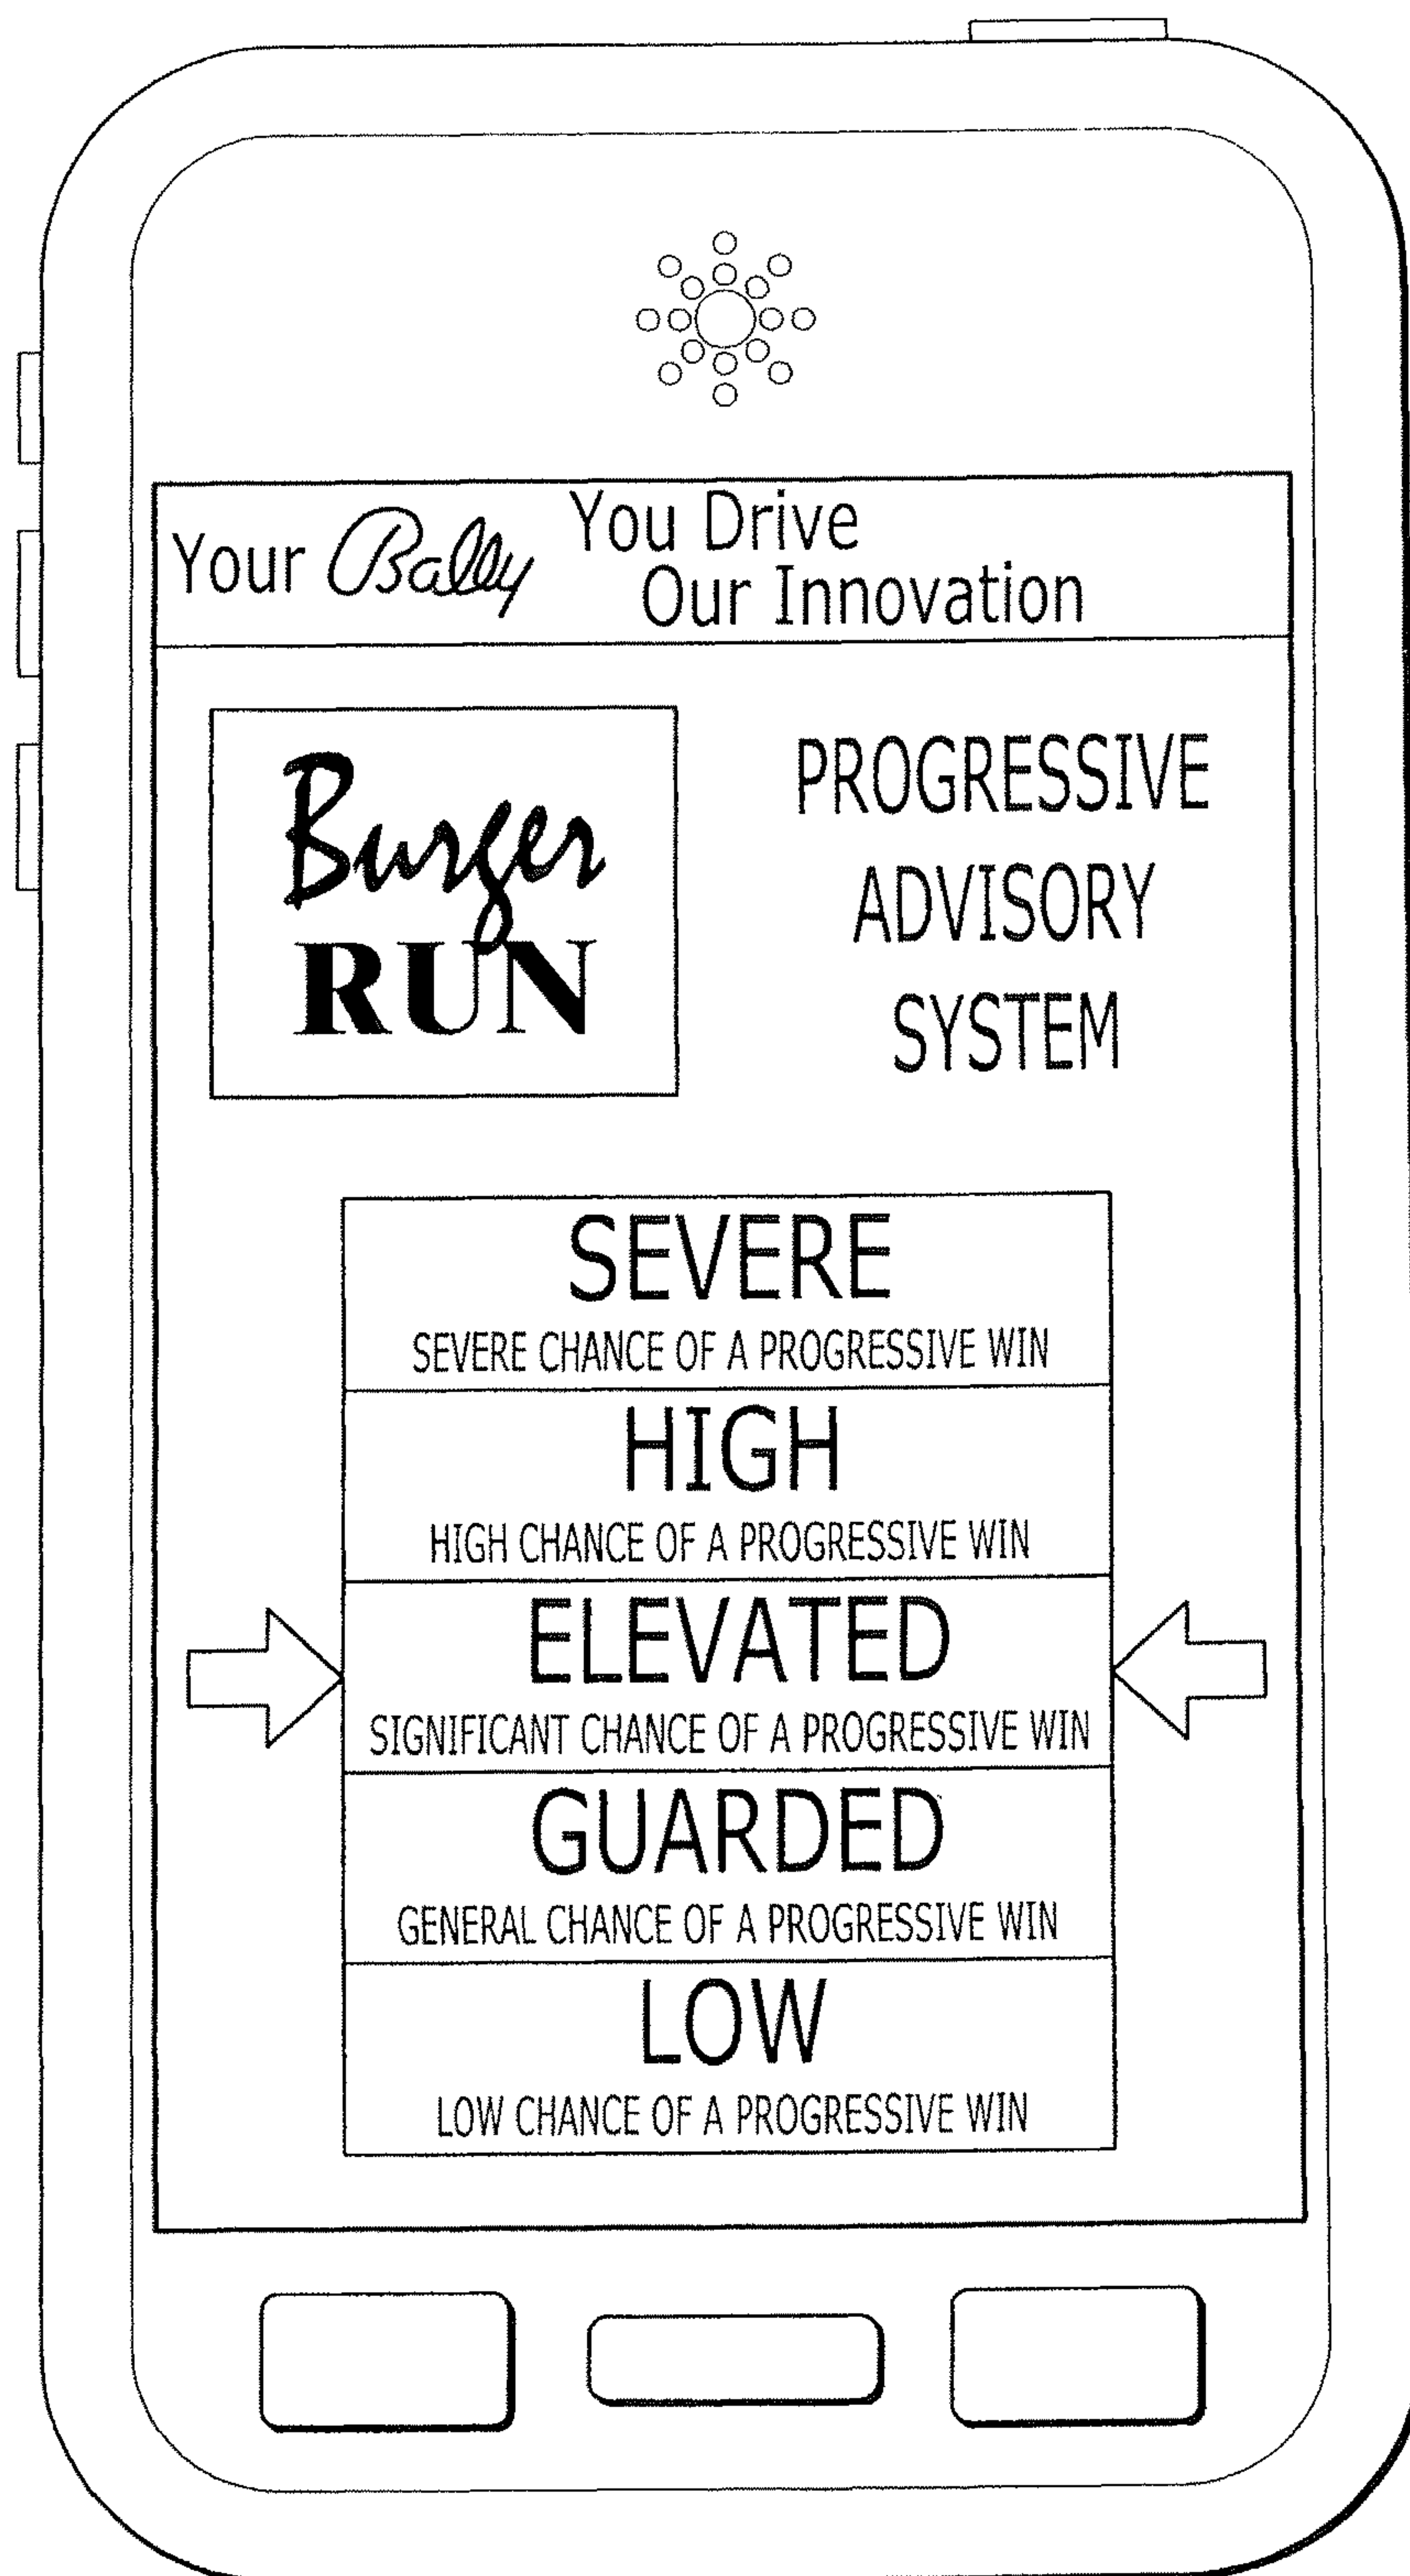 Your Bally You Drive
Our Innovation
Burger
RUN
PROGRESSIVE
ADVISORY
SYSTEM
SEVERE
SEVERE CHANCE OF A PROGRESSIVE WIN
HIGH
HIGH CHANCE OF A PROGRESSIVE WIN
ELEVATED
SIGNIFICANT CHANCE OF A PROGRESSIVE WIN
GUARDED
GENERAL CHANCE OF A PROGRESSIVE WIN
LOW
LOW CHANCE OF A PROGRESSIVE WIN